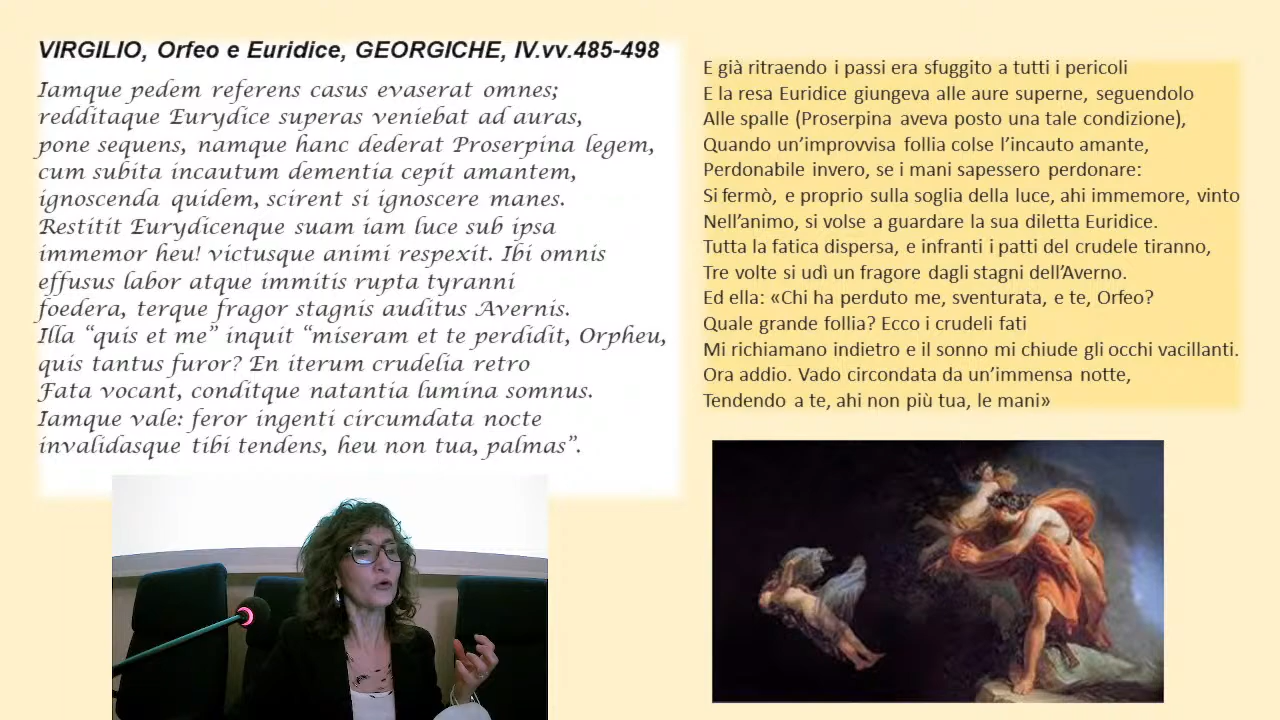 VIRGILIO, Orfeo e Euridice, GEORGICHE, IV.vv.485-498
Iamque pedem referens casus evaserat omnes;
redditaque Eurydice superas veniebat ad auras,
pone sequens, namque hanc dederat Proserpina legem,
cum subita incautum dementia cepit amantem,
ignoscenda quidem, scirent si ignoscere manes.
Restitit Eurydicenque suam iam luce sub ipsa
immemor heu! victusque animi respexit. Ibi omnis
effusus labor atque immitis rupta tyranni
foedera, terque fragor stagnis auditus Avernis.
Illa “quis et me” inquit “miseram et te perdidit, Orpheu,
quis tantus furor? En iterum crudelia retro
Fata vocant, conditque natantia lumina somnus.
Iamque vale: feror ingenti circumdata nocte
invalidasque tibi tendens, heu non tua, palmas”.
E già ritraendo i passi era sfuggito a tutti i pericoli
E la resa Euridice giungeva alle aure superne, seguendolo
Alle spalle (Proserpina aveva posto una tale condizione),
Quando un’improvvisa follia colse l’incauto amante,
Perdonabile invero, se i mani sapessero perdonare:
Si fermò, e proprio sulla soglia della luce, ahi immemore, vinto
Nell’animo, si volse a guardare la sua diletta Euridice.
Tutta la fatica dispersa, e infranti i patti del crudele tiranno,
Tre volte si udì un fragore dagli stagni dell’Averno.
Ed ella: «Chi ha perduto me, sventurata, e te, Orfeo?
Quale grande follia? Ecco i crudeli fati
Mi richiamano indietro e il sonno mi chiude gli occhi vacillanti.
Ora addio. Vado circondata da un’immensa notte,
Tendendo a te, ahi non più tua, le mani»